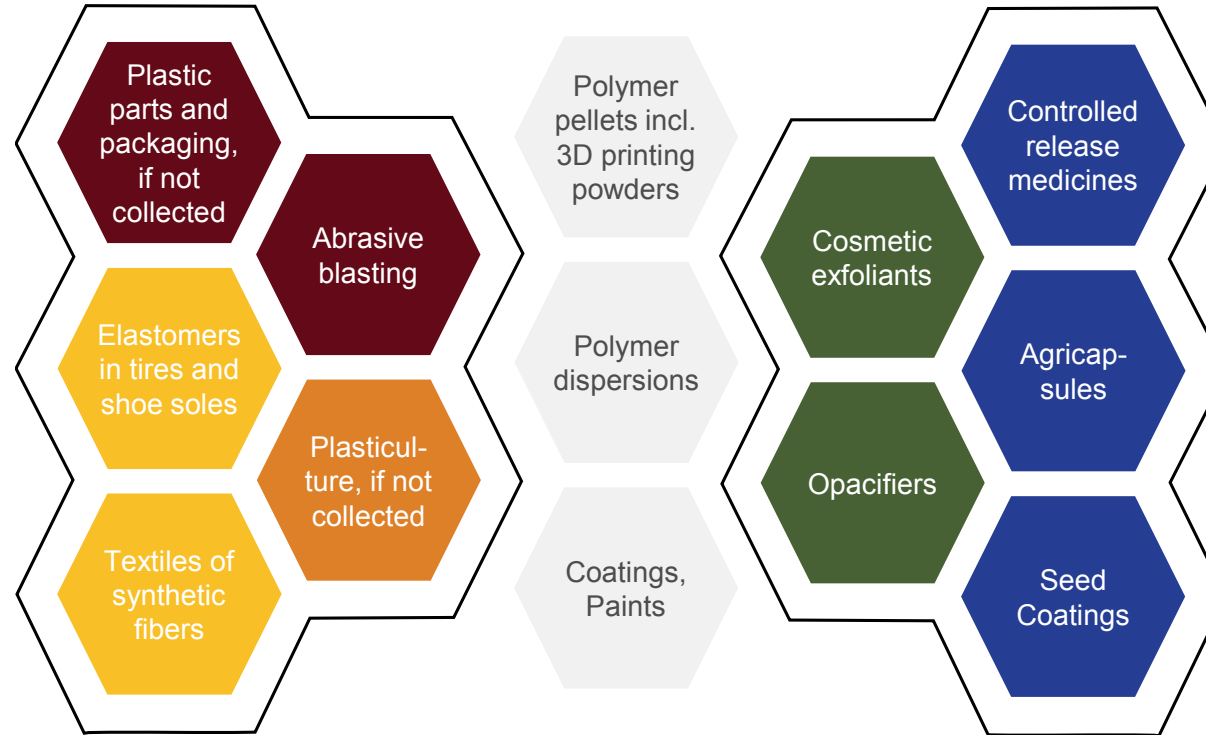 Plastic
parts and
packaging,
if not
collected
Abrasive
blasting
Elastomers
in tires and
shoe soles
Plasticul-
ture, if not
collected
Textiles of
synthetic
fibers
Polymer
pellets incl.
3D printing
powders
Polymer
dispersions
Coatings,
Paints
Cosmetic
exfoliants
Opacifiers
Controlled
release
medicines
Agricap-
sules
Seed
Coatings